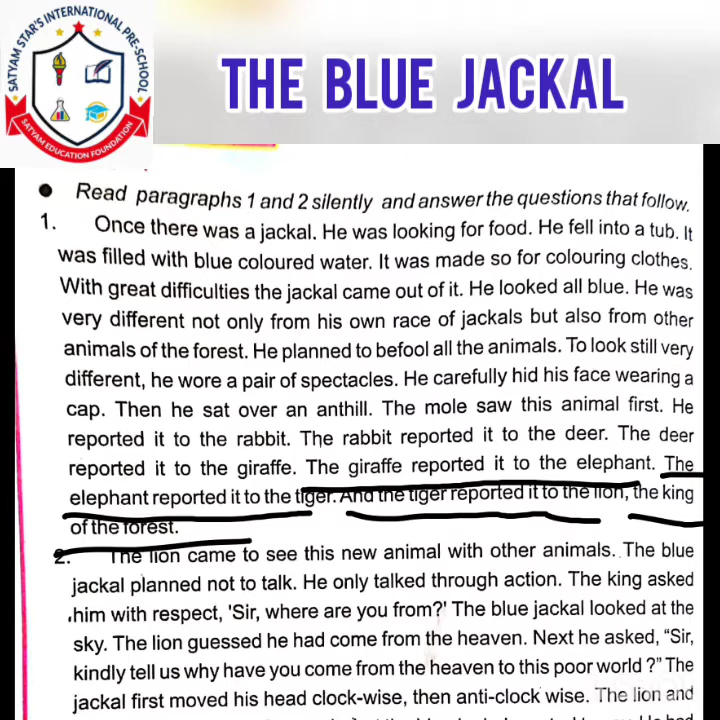 SATYAM STAR'S INTERNATIONAL PRE-SCHOOL
SATYAM EDUCATION FOUNDATION
THE BLUE JACKAL
● Read paragraphs 1 and 2 silently and answer the questions that follow.
1. Once there was a jackal. He was looking for food. He fell into a tub. It
was filled with blue coloured water. It was made so for colouring clothes.
With great difficulties the jackal came out of it. He looked all blue. He was
very different not only from his own race of jackals but also from other
animals of the forest. He planned to befool all the animals. To look still very
different, he wore a pair of spectacles. He carefully hid his face wearing a
cap. Then he sat over an anthill. The mole saw this animal first. He
reported it to the rabbit. The rabbit reported it to the deer. The deer
reported it to the giraffe. The giraffe reported it to the elephant. The
elephant reported it to the tiger. And the tiger reported it to the lion, the king
of the forest.
2. The lion came to see this new animal with other animals. The blue
jackal planned not to talk. He only talked through action. The king asked
him with respect, 'Sir, where are you from?' The blue jackal looked at the
sky. The lion guessed he had come from the heaven. Next he asked, "Sir,
kindly tell us why have you come from the heaven to this poor world ?" The
jackal first moved his head clock-wise, then anti-clock wise. The lion and